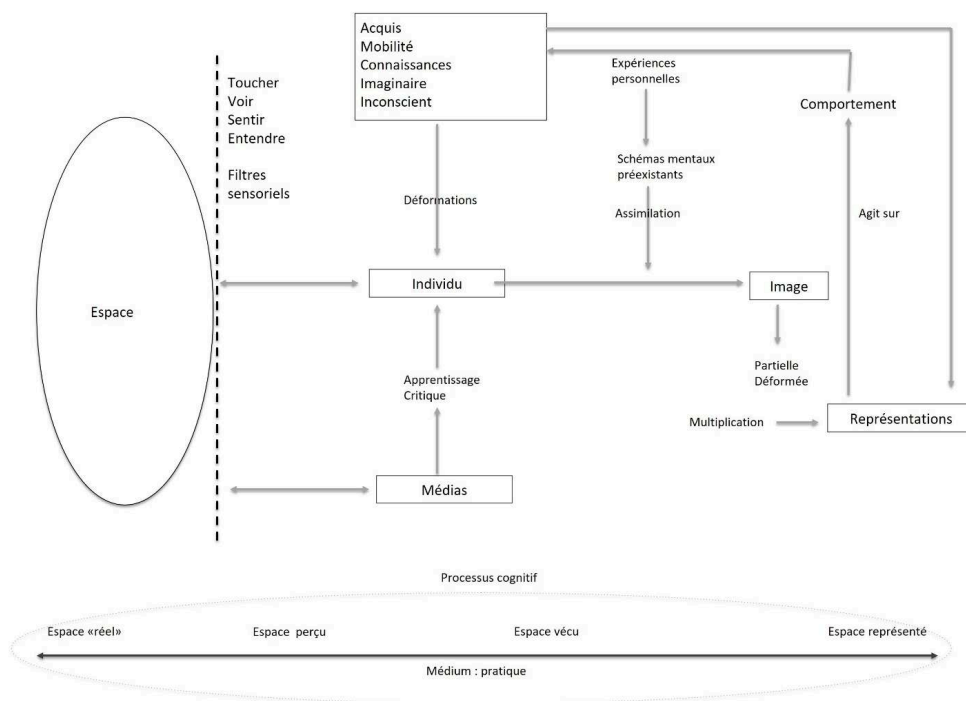 Acquis
Mobilité
Connaissances
Imaginaire
Inconscient
Toucher
Voir
Sentir
Entendre
Filtres
sensoriels
Expériences
personnelles
Comportement
Schémas mentaux
préexistants
Déformations
Assimilation
Agit sur
Espace
Individu
Image
Partielle
Déformée
Apprentissage
Critique
Multiplication
Représentations
Médias
Processus cognitif
Espace «réel»
Espace perçu
Espace vécu
Espace représenté
Médium : pratique